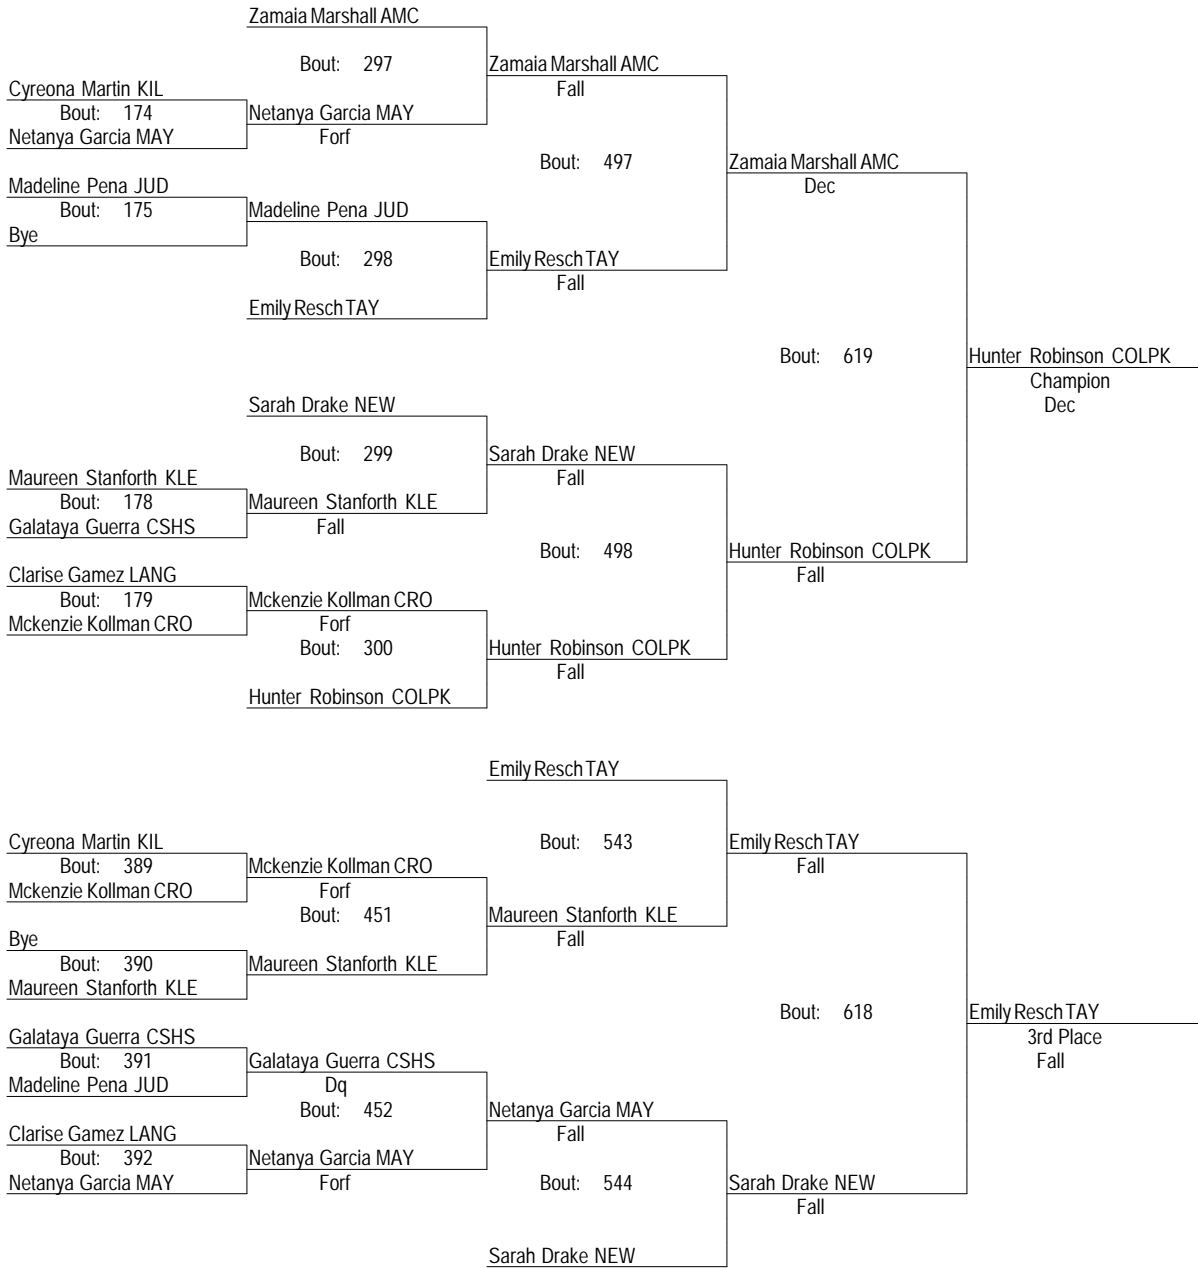 Zamaia Marshall AMC
Bout: 297
Zamaia Marshall AMC
Fall
Cyreona Martin KIL
Bout: 174
Netanya Garcia MAY
Netanya Garcia MAY
Forf
Bout: 497
Zamaia Marshall AMC
Dec
Madeline Pena JUD
Bout: 175
Madeline Pena JUD
Bye
Bout: 298
Emily Resch TAY
Fall
Emily Resch TAY
Bout: 619
Hunter Robinson COLPK
Champion
Dec
Sarah Drake NEW
Bout: 299
Sarah Drake NEW
Fall
Maureen Stanforth KLE
Bout: 178
Maureen Stanforth KLE
Galataya Guerra CSHS
Fall
Bout: 498
Hunter Robinson COLPK
Fall
Clarise Gamez LANG
Bout: 179
Mckenzie Kollman CRO
Mckenzie Kollman CRO
Forf
Bout: 300
Hunter Robinson COLPK
Fall
Hunter Robinson COLPK
Emily Resch TAY
Cyreona Martin KIL
Bout: 543
Emily Resch TAY
Fall
Bout: 389
Mckenzie Kollman CRO
Mckenzie Kollman CRO
Forf
Bout: 451
Maureen Stanforth KLE
Fall
Bye
Bout: 390
Maureen Stanforth KLE
Maureen Stanforth KLE
Bout: 618
Emily Resch TAY
3rd Place
Fall
Galataya Guerra CSHS
Bout: 391
Galataya Guerra CSHS
Madeline Pena JUD
Dq
Bout: 452
Netanya Garcia MAY
Fall
Clarise Gamez LANG
Bout: 392
Netanya Garcia MAY
Netanya Garcia MAY
Forf
Bout: 544
Sarah Drake NEW
Fall
Sarah Drake NEW